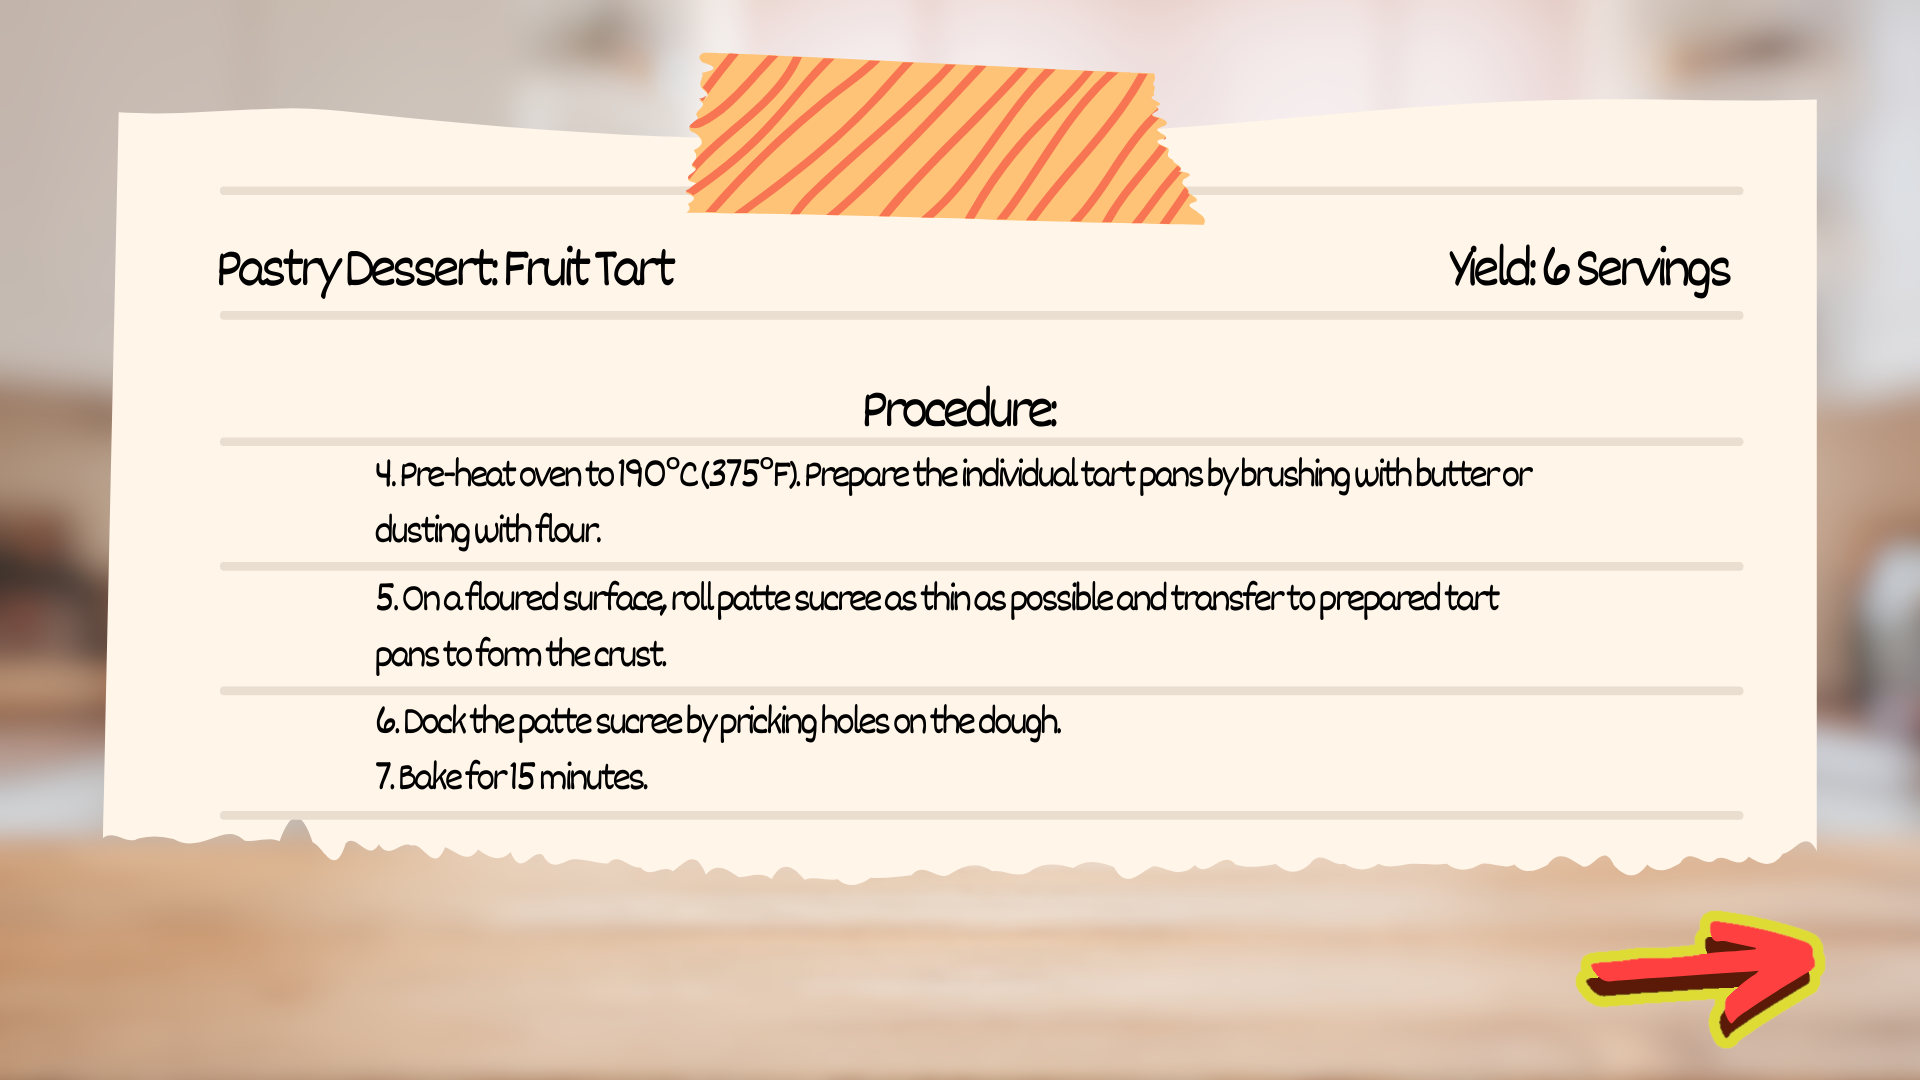 Pastry Dessert: Fruit Tart
Yield: 6 Servings
Procedure:
4. Pre-heat oven to 190°C (375°F). Prepare the individual tart pans by brushing with butter or
dusting with flour.
5. On a floured surface, roll patte sucree as thin as possible and transfer to prepared tart
pans to form the crust.
6. Dock the patte sucree by pricking holes on the dough.
7. Bake for 15 minutes.